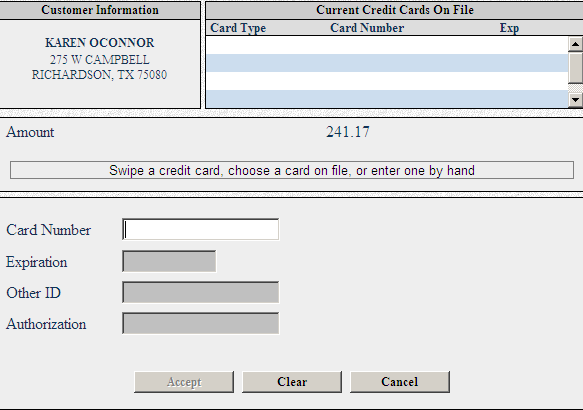 Customer Information
KAREN OCONNOR
275 W CAMPBELL
RICHARDSON, TX 75080
Current Credit Cards On File
Card Type Card Number Exp
Amount 241.17
Swipe a credit card, choose a card on file, or enter one by hand
Card Number
Expiration
Other ID
Authorization
Accept Clear Cancel